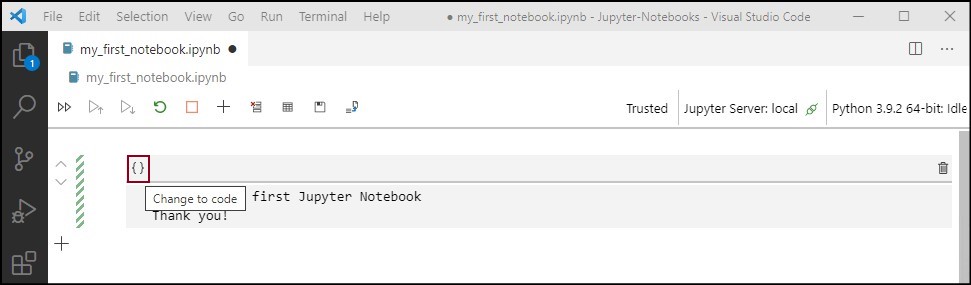 File Edit Selection View Go Run Terminal Help ● my_first_notebook.ipynb - Jupyter-Notebooks - Visual Studio Code
1
my_first_notebook.ipynb ●
my_first_notebook.ipynb
Trusted Jupyter Server: local Python 3.9.2 64-bit: Idle
{}
Change to code
first Jupyter Notebook
Thank you!